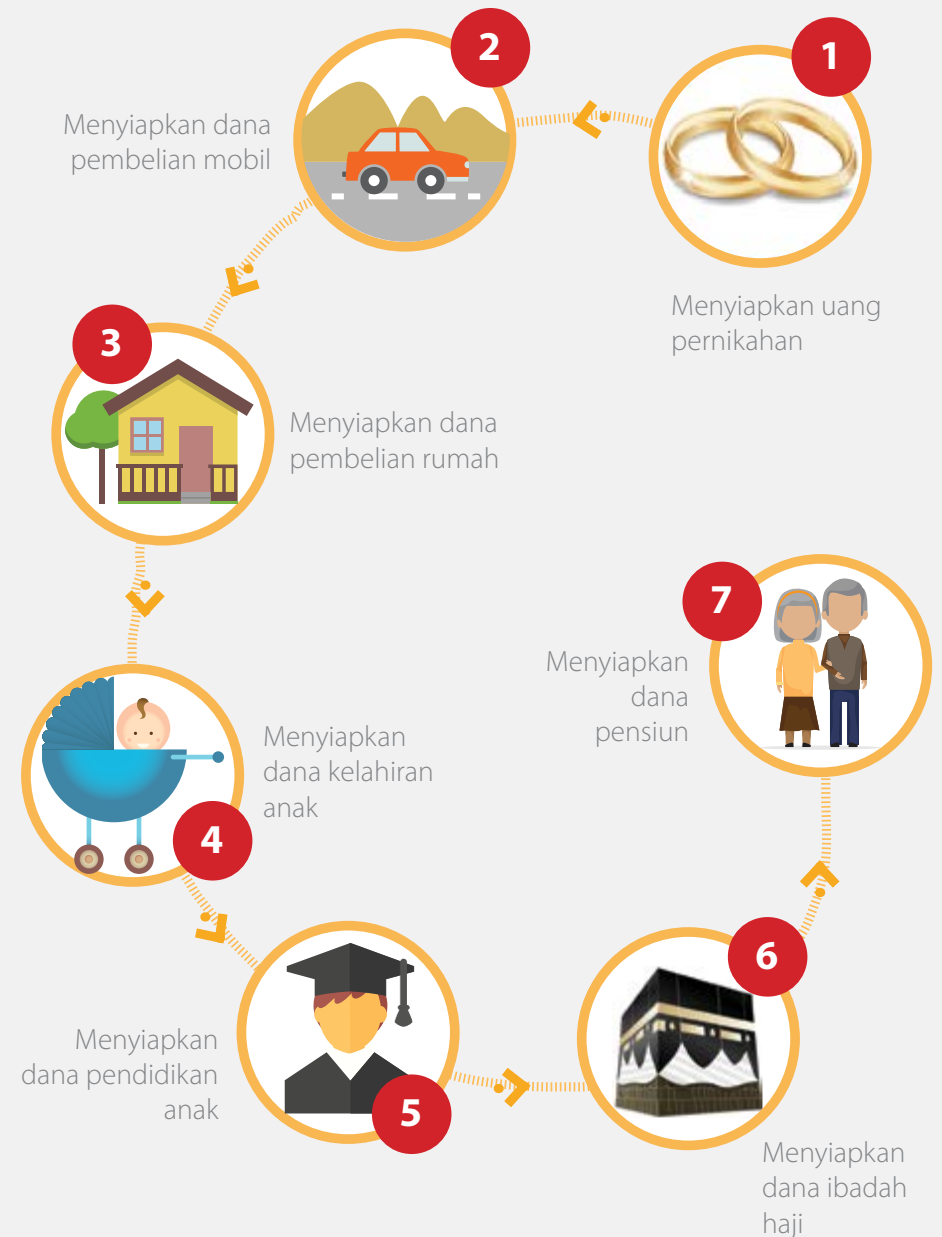 1
Menyiapkan uang
pernikahan
2
Menyiapkan dana
pembelian mobil
3
Menyiapkan dana
pembelian rumah
4
Menyiapkan
dana kelahiran
anak
5
Menyiapkan
dana pendidikan
anak
6
Menyiapkan
dana ibadah
haji
7
Menyiapkan
dana
pensiun